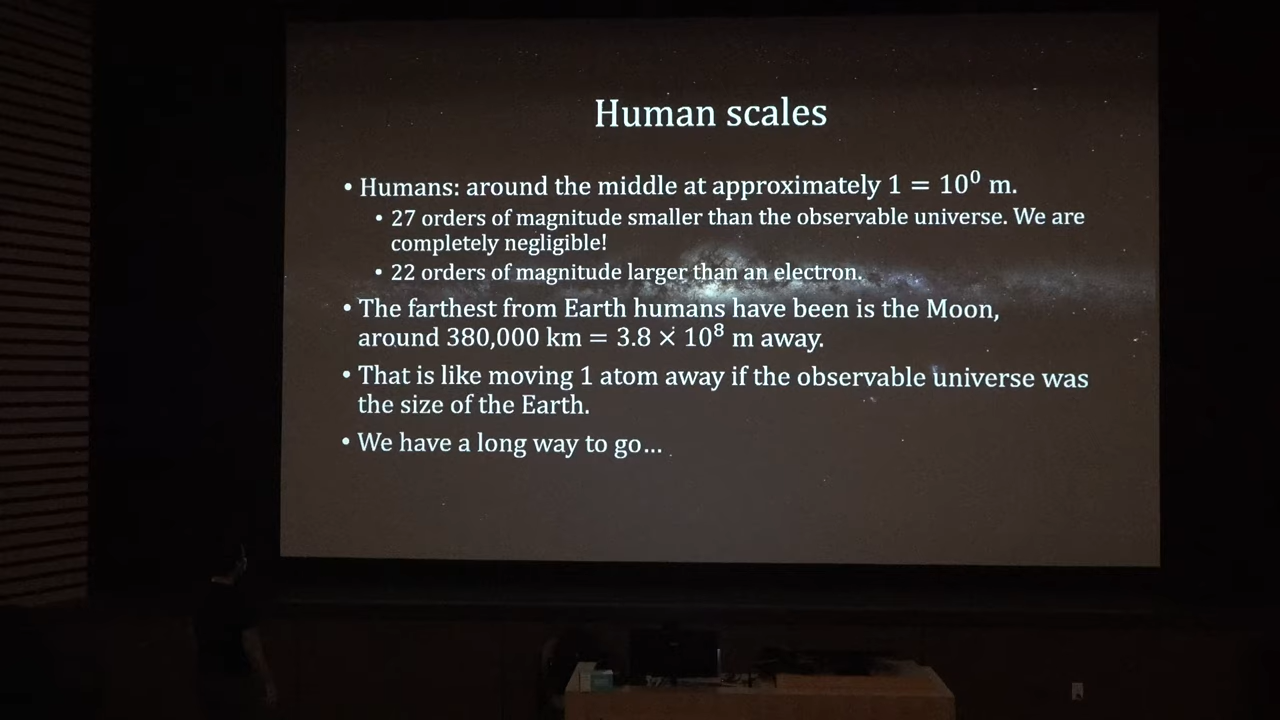 Human scales
• Humans: around the middle at approximately 1 = 10⁰ m.
• 27 orders of magnitude smaller than the observable universe. We are
completely negligible!
• 22 orders of magnitude larger than an electron.
• The farthest from Earth humans have been is the Moon,
around 380,000 km = 3.8 × 10⁸ m away.
• That is like moving 1 atom away if the observable universe was
the size of the Earth.
• We have a long way to go...